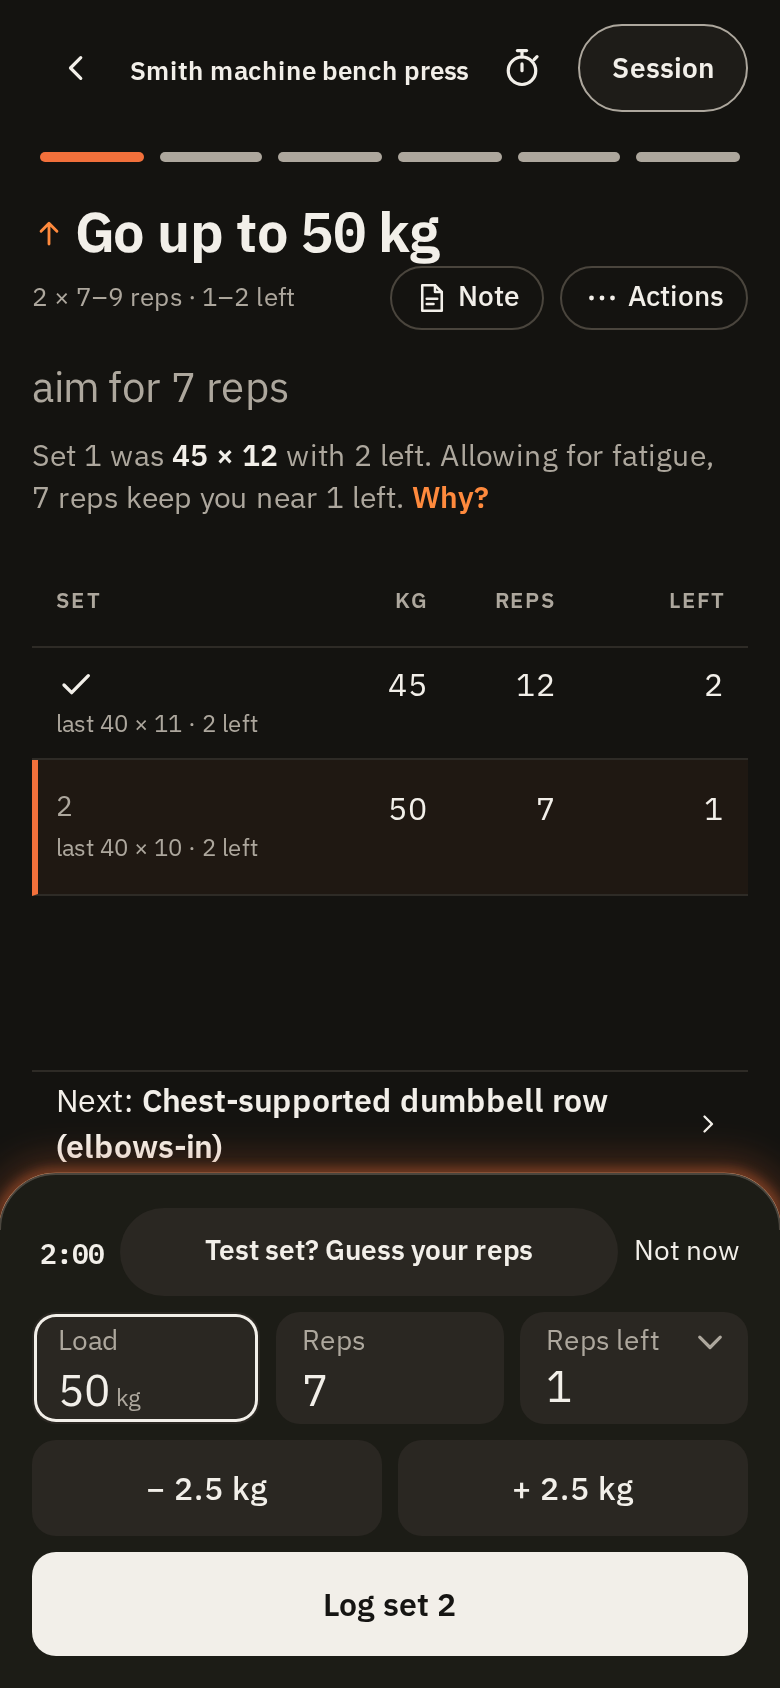 Smith machine bench press
Session
↑ Go up to 50 kg
2 × 7–9 reps · 1–2 left
Note
··· Actions
aim for 7 reps
Set 1 was 45 × 12 with 2 left. Allowing for fatigue,
7 reps keep you near 1 left. Why?
SET KG REPS LEFT
✓ 45 12 2
last 40 × 11 · 2 left
2 50 7 1
last 40 × 10 · 2 left
Next: Chest-supported dumbbell row
(elbows-in)
2:00 Test set? Guess your reps Not now
Load Reps Reps left
50 kg 7 1
− 2.5 kg + 2.5 kg
Log set 2